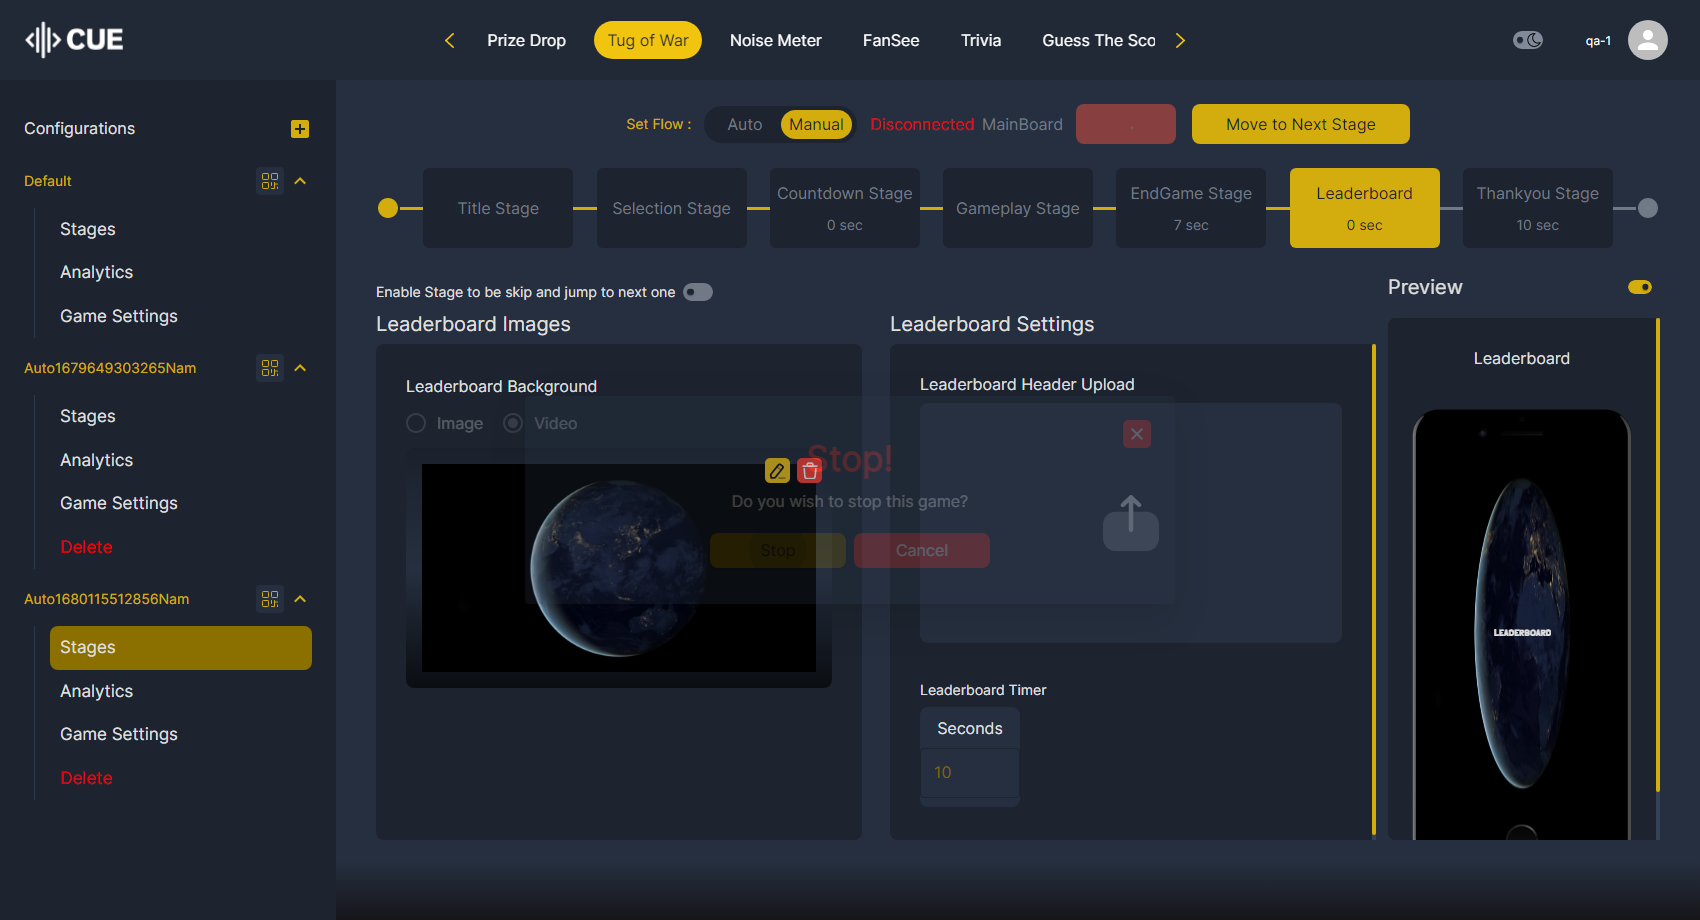 CUE
Prize Drop
Tug of War
Noise Meter
FanSee
Trivia
Guess The Sco
qa-1
Configurations
Default
Stages
Analytics
Game Settings
Auto1679649303265Nam
Stages
Analytics
Game Settings
Delete
Auto1680115512856Nam
Stages
Analytics
Game Settings
Delete
Set Flow :
Auto
Manual
Disconnected MainBoard
Move to Next Stage
Title Stage
Selection Stage
Countdown Stage
0 sec
Gameplay Stage
EndGame Stage
7 sec
Leaderboard
0 sec
Thankyou Stage
10 sec
Enable Stage to be skip and jump to next one
Leaderboard Images
Leaderboard Background
Image
Video
Leaderboard Settings
Leaderboard Header Upload
Stop!
Do you wish to stop this game?
Stop
Cancel
Leaderboard Timer
Seconds
10
Preview
Leaderboard
LEADERBOARD